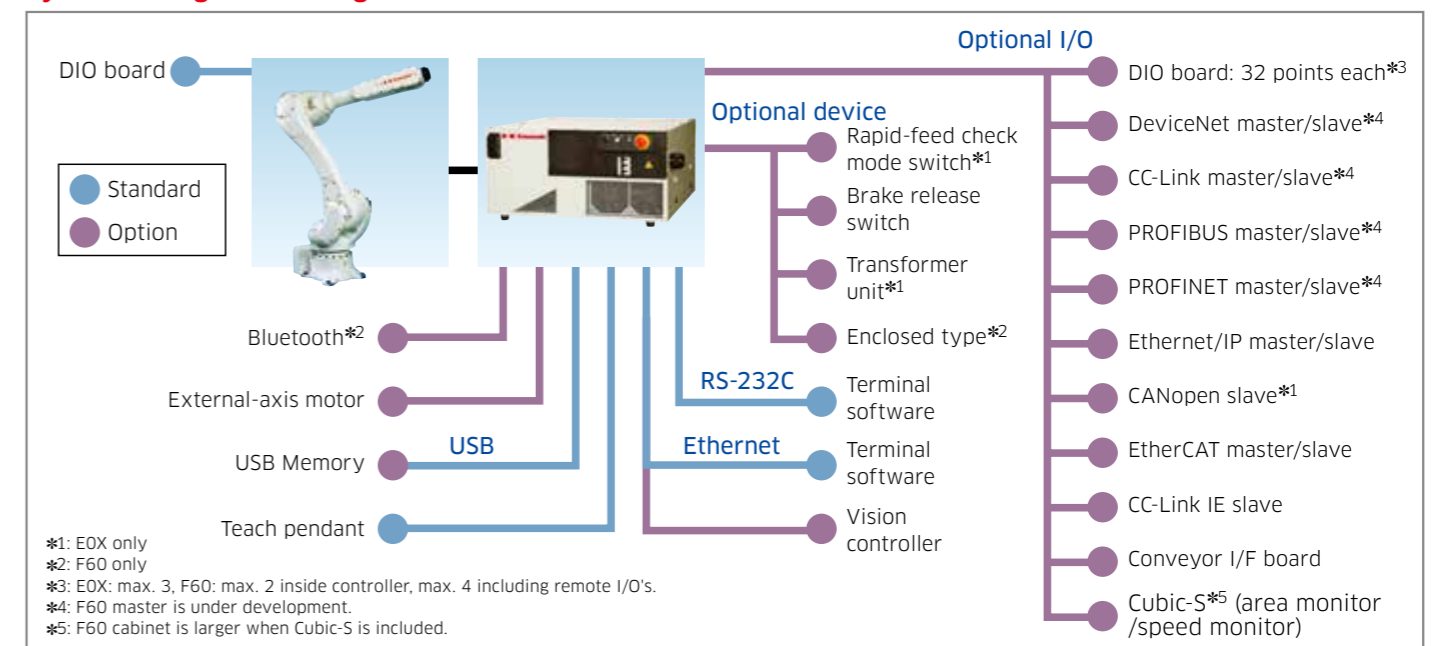 Optional I/O
DIO board
Standard
Option
Optional device
Rapid-feed check
mode switch*1
Brake release
switch
Transformer
unit*1
Enclosed type*2
RS-232C
Terminal
software
Ethernet
Terminal
software
Vision
controller
Bluetooth*2
External-axis motor
USB Memory
USB
Teach pendant
DIO board: 32 points each*3
DeviceNet master/slave*4
CC-Link master/slave*4
PROFIBUS master/slave*4
PROFINET master/slave*4
Ethernet/IP master/slave
CANopen slave*1
EtherCAT master/slave
CC-Link IE slave
Conveyor I/F board
Cubic-S*5 (area monitor
/speed monitor)
*1: E0X only
*2: F60 only
*3: E0X: max. 3, F60: max. 2 inside controller, max. 4 including remote I/O's.
*4: F60 master is under development.
*5: F60 cabinet is larger when Cubic-S is included.